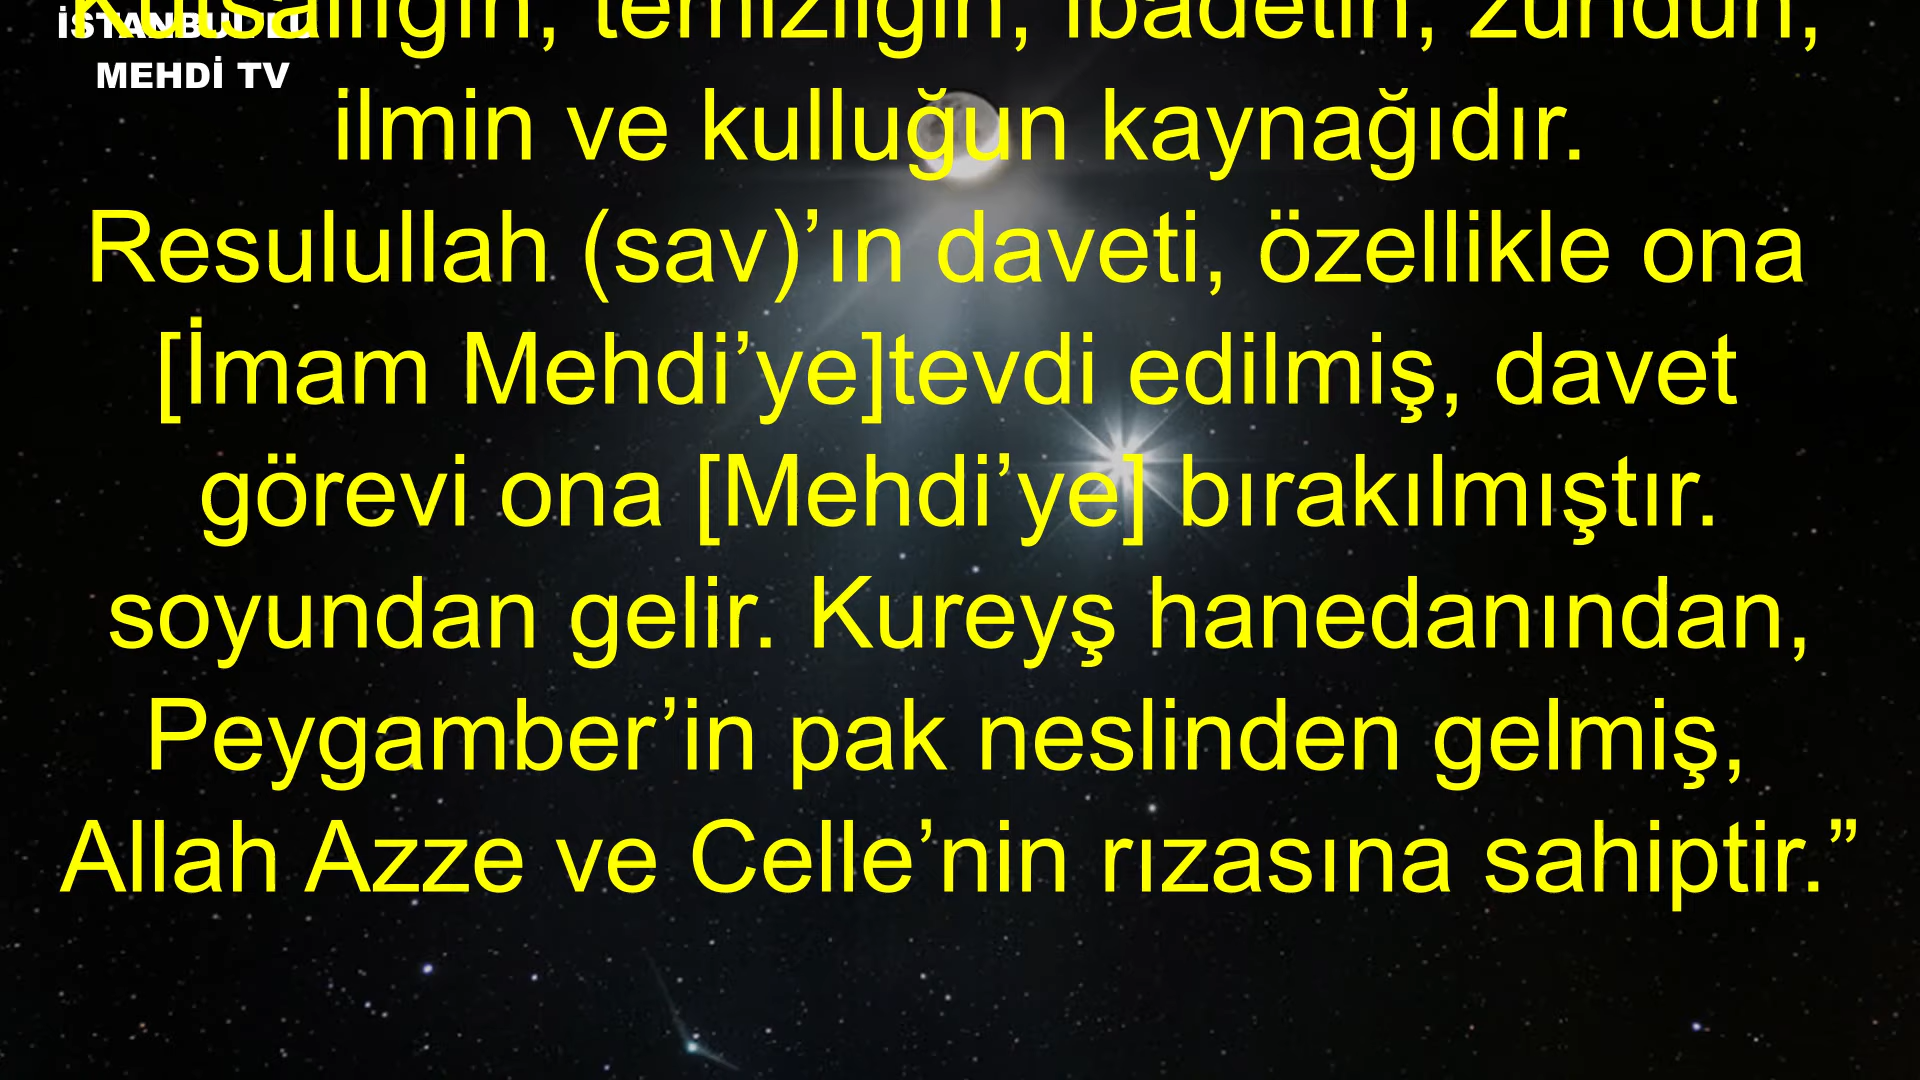 İSTANBULLU
MEHDİ TV
Kutsallığın, temizliğin, ibadetin, zühdün,
ilmin ve kulluğun kaynağıdır.
Resulullah (sav)’ın daveti, özellikle ona
[İmam Mehdi’ye]tevdi edilmiş, davet
görevi ona [Mehdi’ye] bırakılmıştır.
soyundan gelir. Kureyş hanedanından,
Peygamber’in pak neslinden gelmiş,
Allah Azze ve Celle’nin rızasına sahiptir.”